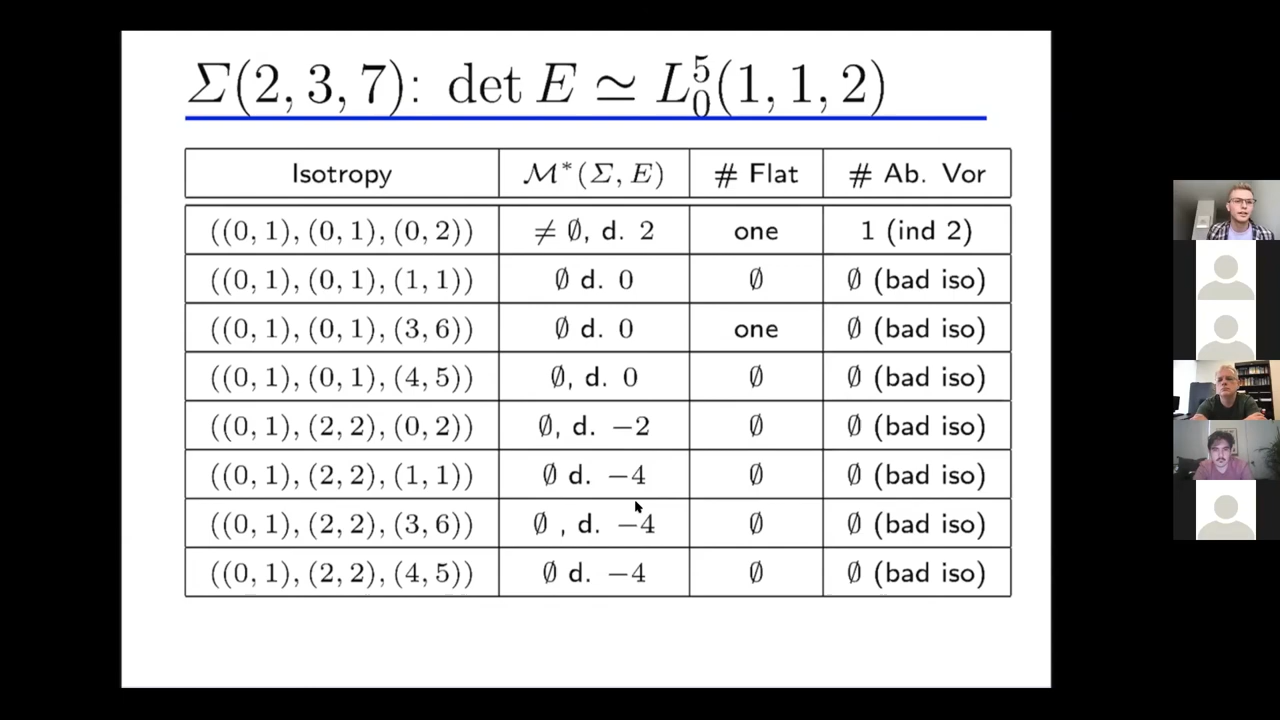 Σ(2, 3, 7): det E ≃ L₀⁵(1, 1, 2)
Isotropy ℳ*(Σ, E) # Flat # Ab. Vor
((0, 1), (0, 1), (0, 2)) ≠ ∅, d. 2 one 1 (ind 2)
((0, 1), (0, 1), (1, 1)) ∅ d. 0 ∅ ∅ (bad iso)
((0, 1), (0, 1), (3, 6)) ∅ d. 0 one ∅ (bad iso)
((0, 1), (0, 1), (4, 5)) ∅, d. 0 ∅ ∅ (bad iso)
((0, 1), (2, 2), (0, 2)) ∅, d. −2 ∅ ∅ (bad iso)
((0, 1), (2, 2), (1, 1)) ∅ d. −4 ∅ ∅ (bad iso)
((0, 1), (2, 2), (3, 6)) ∅ , d. −4 ∅ ∅ (bad iso)
((0, 1), (2, 2), (4, 5)) ∅ d. −4 ∅ ∅ (bad iso)